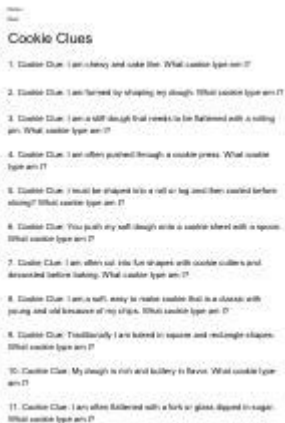 Name:
Cookie Clues
1. Cookie Clue: I am chewy and cake like. What cookie type am I?
2. Cookie Clue: I am formed by shaping my dough. What cookie type am I?
3. Cookie Clue: I am a stiff dough that needs to be flattened with a rolling
pin. What cookie type am I?
4. Cookie Clue: I am often pushed through a cookie press. What cookie
type am I?
5. Cookie Clue: I must be shaped into a roll or log and then cooled before
slicing? What cookie type am I?
6. Cookie Clue: You push my soft dough onto a cookie sheet with a spoon.
What cookie type am I?
7. Cookie Clue: I am often cut into fun shapes with cookie cutters and
decorated before baking. What cookie type am I?
8. Cookie Clue: I am a soft, easy to make cookie that is a classic with
young and old because of my chips. What cookie type am I?
9. Cookie Clue: Traditionally I am baked in square and rectangle shapes.
What cookie type am I?
10. Cookie Clue: My dough is rich and buttery in flavor. What cookie type
am I?
11. Cookie Clue: I am often flattened with a fork or glass dipped in sugar.
What cookie type am I?